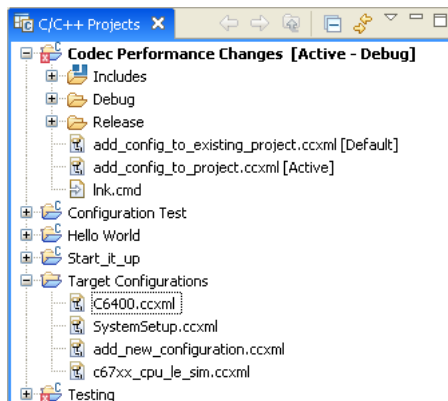 C/C++ Projects
Codec Performance Changes [Active - Debug]
Includes
Debug
Release
add_config_to_existing_project.ccxml [Default]
add_config_to_project.ccxml [Active]
lnk.cmd
Configuration Test
Hello World
Start_it_up
Target Configurations
C6400.ccxml
SystemSetup.ccxml
add_new_configuration.ccxml
c67xx_cpu_le_sim.ccxml
Testing